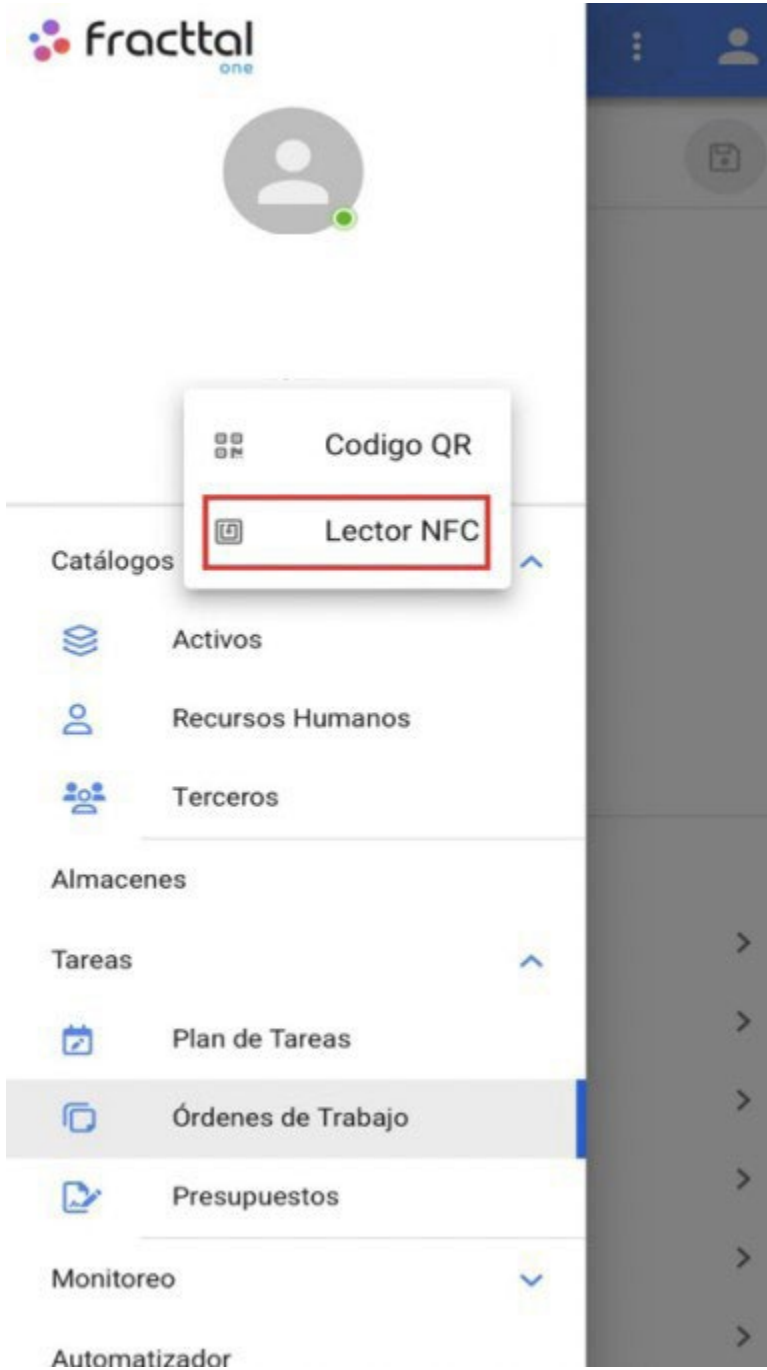 fracttal
one
Codigo QR
Lector NFC
Catálogos
Activos
Recursos Humanos
Terceros
Almacenes
Tareas
Plan de Tareas
Órdenes de Trabajo
Presupuestos
Monitoreo
Automatizador